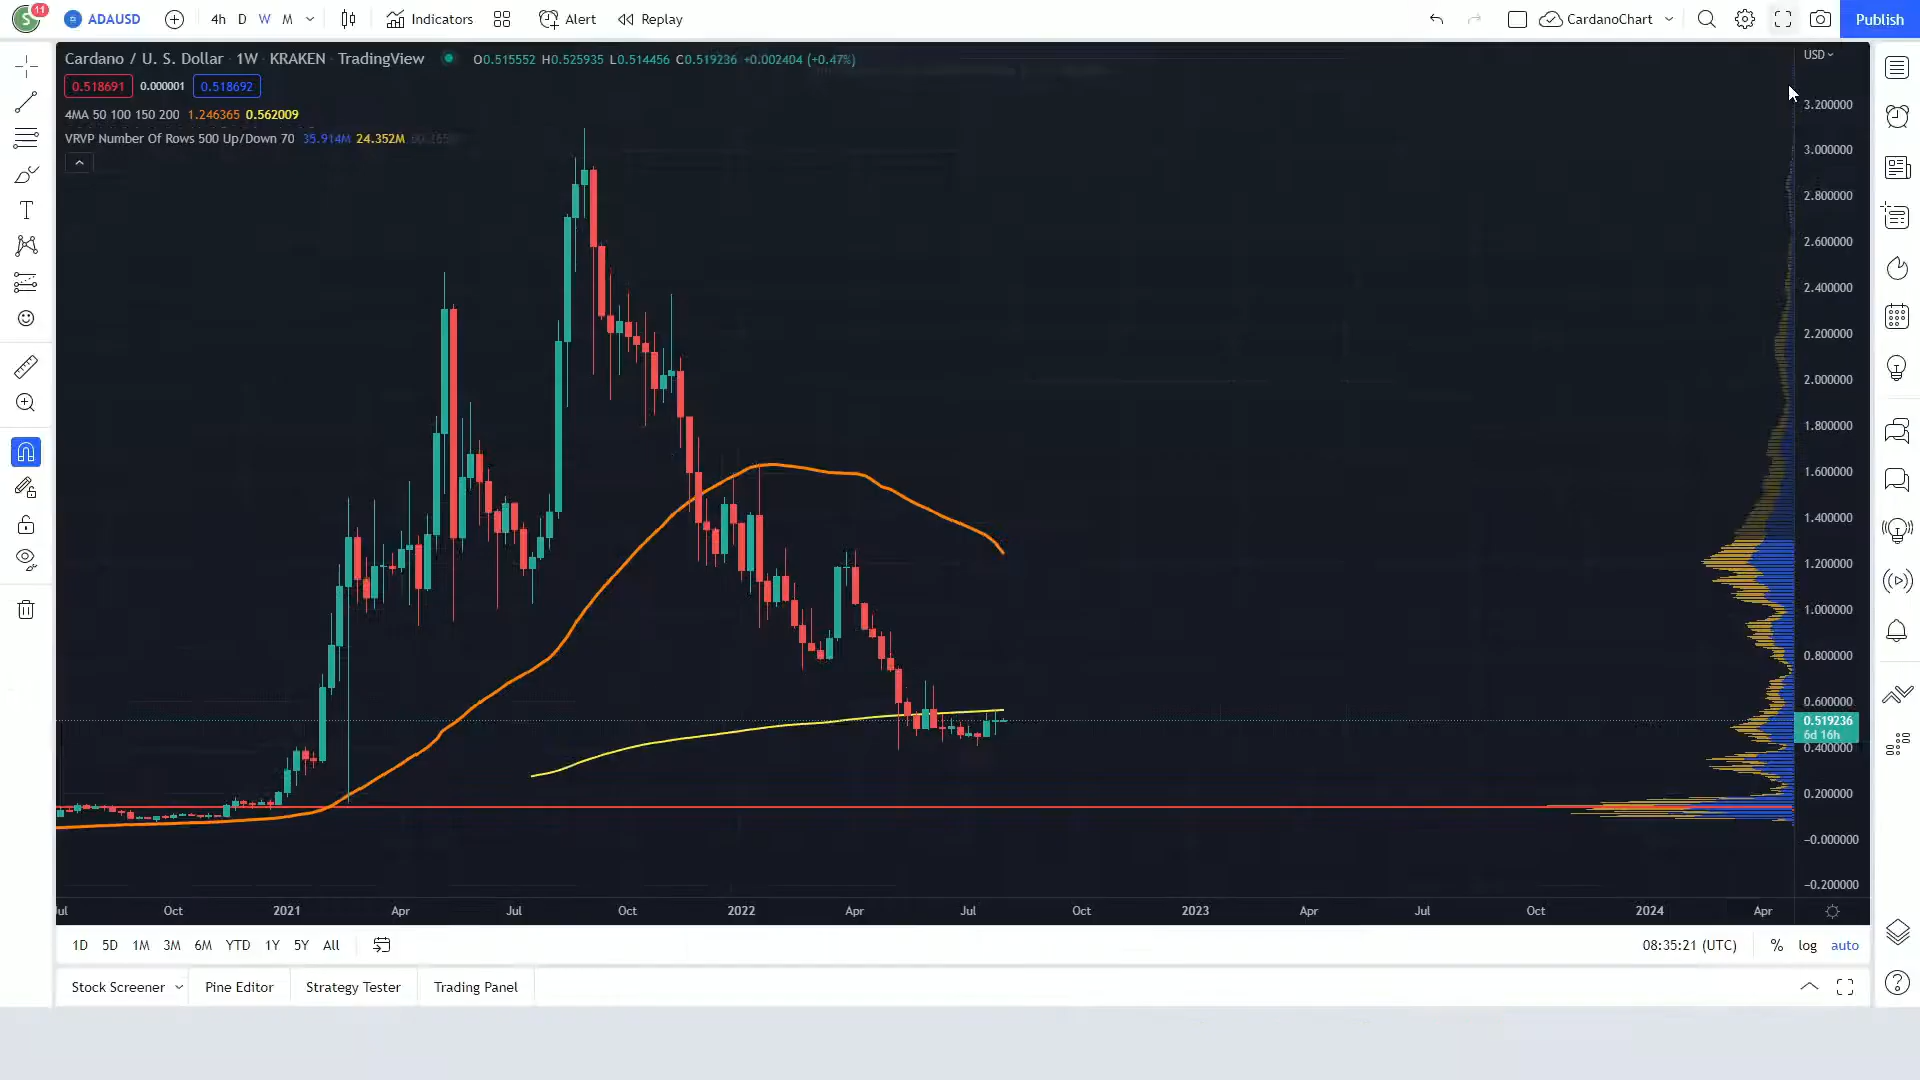 S 11 ADAUSD 4h D W M Indicators Alert Replay CardanoChart Publish
Cardano / U. S. Dollar · 1W · KRAKEN · TradingView O0.515552 H0.525935 L0.514456 C0.519236 +0.002404 (+0.47%)
USD
0.518691 0.000001 0.518692
4MA 50 100 150 200 1.246365 0.562009
VRVP Number Of Rows 500 Up/Down 70 35.914M 24.352M
3.200000
3.000000
2.800000
2.600000
2.400000
2.200000
2.000000
1.800000
1.600000
1.400000
1.200000
1.000000
0.800000
0.600000
0.519236
6d 16h
0.400000
0.200000
−0.000000
−0.200000
Jul Oct 2021 Apr Jul Oct 2022 Apr Jul Oct 2023 Apr Jul Oct 2024 Apr
1D 5D 1M 3M 6M YTD 1Y 5Y All 08:35:21 (UTC) % log auto
Stock Screener Pine Editor Strategy Tester Trading Panel